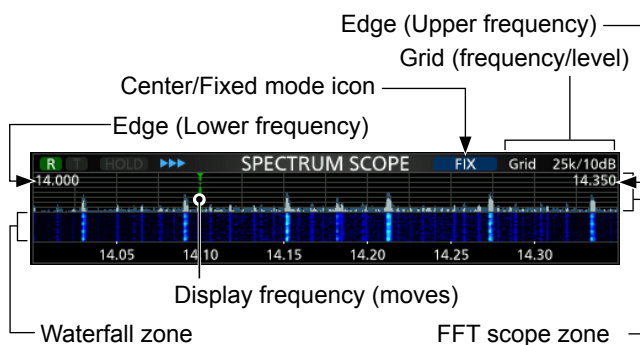 Edge (Upper frequency)
Grid (frequency/level)
Center/Fixed mode icon
Edge (Lower frequency)
R T HOLD SPECTRUM SCOPE FIX Grid 25k/10dB
14.000 14.350
14.05 14.10 14.15 14.20 14.25 14.30
Display frequency (moves)
Waterfall zone FFT scope zone